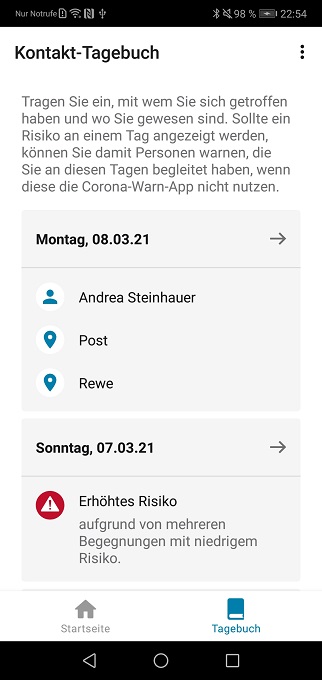 Nur Notrufe 98 % 22:54
Kontakt-Tagebuch
Tragen Sie ein, mit wem Sie sich getroffen
haben und wo Sie gewesen sind. Sollte ein
Risiko an einem Tag angezeigt werden,
können Sie damit Personen warnen, die
Sie an diesen Tagen begleitet haben, wenn
diese die Corona-Warn-App nicht nutzen.
Montag, 08.03.21
Andrea Steinhauer
Post
Rewe
Sonntag, 07.03.21
Erhöhtes Risiko
aufgrund von mehreren
Begegnungen mit niedrigem
Risiko.
Startseite
Tagebuch